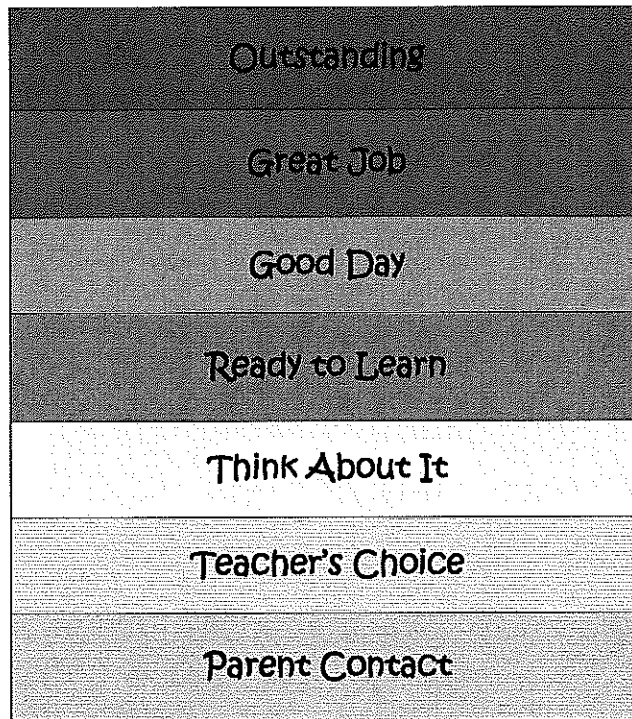 Outstanding
Great Job
Good Day
Ready to Learn
Think About It
Teacher's Choice
Parent Contact